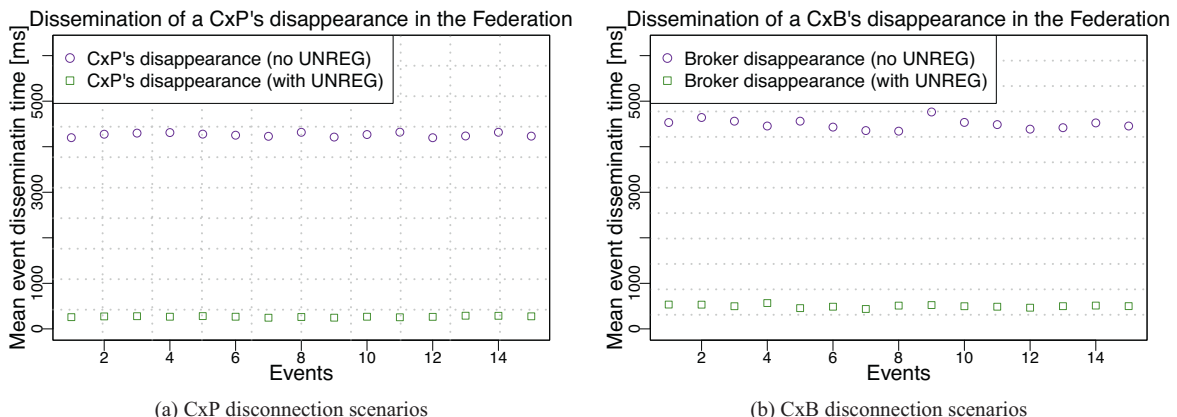 Dissemination of a CxP's disappearance in the Federation
CxP's disappearance (no UNREG)
CxP's disappearance (with UNREG)
Mean event disseminatin time [ms]
0
1000
3000
5000
2 4 6 8 10 12 14
Events
(a) CxP disconnection scenarios
Dissemination of a CxB's disappearance in the Federation
Broker disappearance (no UNREG)
Broker disappearance (with UNREG)
Mean event disseminatin time [ms]
0
1000
3000
5000
2 4 6 8 10 12 14
Events
(b) CxB disconnection scenarios